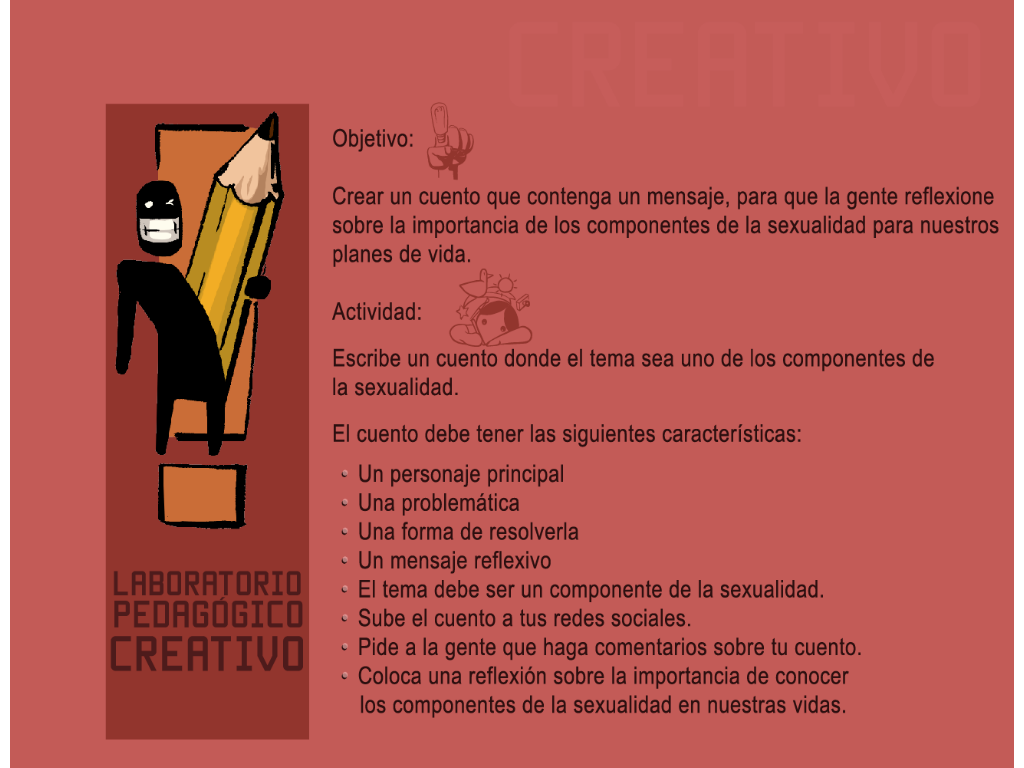 CREATIVO
Objetivo:
Crear un cuento que contenga un mensaje, para que la gente reflexione
sobre la importancia de los componentes de la sexualidad para nuestros
planes de vida.
Actividad:
Escribe un cuento donde el tema sea uno de los componentes de
la sexualidad.
El cuento debe tener las siguientes características:
• Un personaje principal
• Una problemática
• Una forma de resolverla
• Un mensaje reflexivo
• El tema debe ser un componente de la sexualidad.
• Sube el cuento a tus redes sociales.
• Pide a la gente que haga comentarios sobre tu cuento.
• Coloca una reflexión sobre la importancia de conocer
los componentes de la sexualidad en nuestras vidas.
LABORATORIO
PEDAGÓGICO
CREATIVO